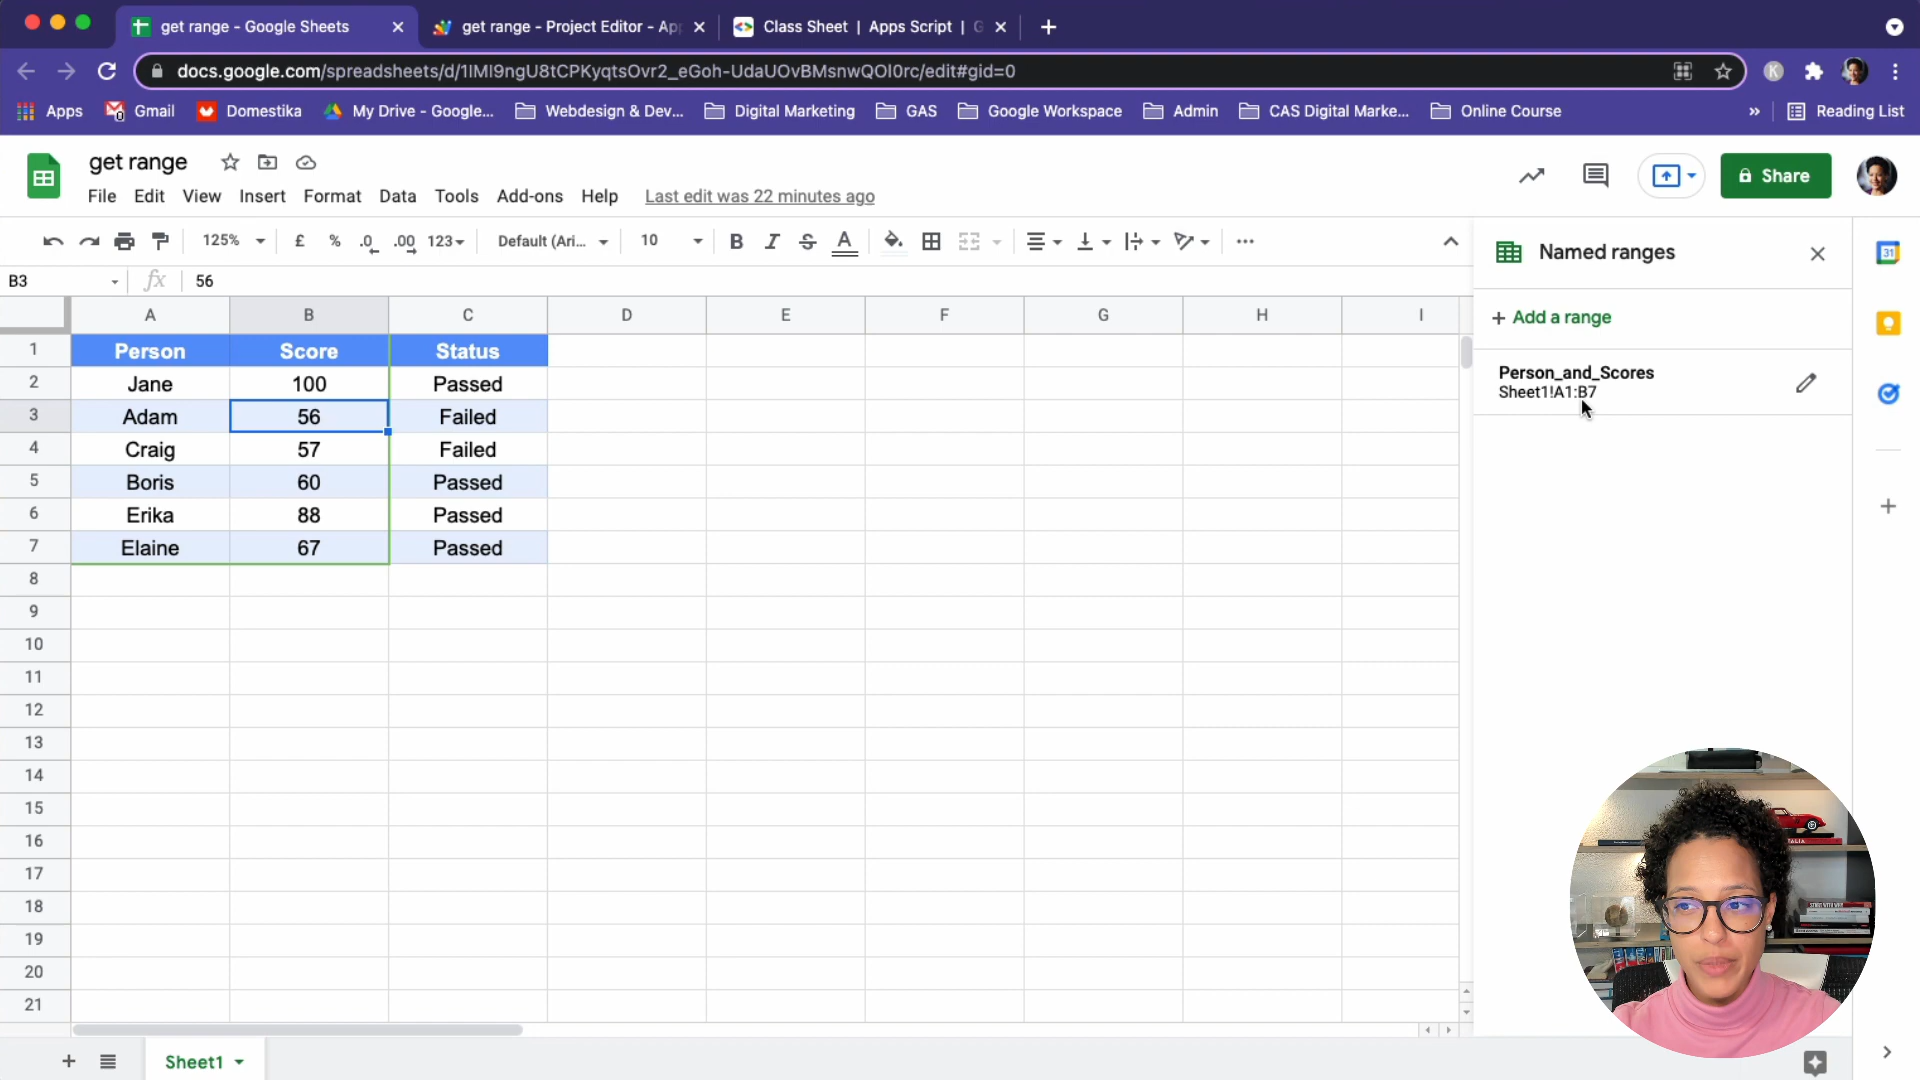 get range - Google Sheets
get range - Project Editor - Ap
Class Sheet | Apps Script | G
docs.google.com/spreadsheets/d/1lMl9ngU8tCPKyqtsOvr2_eGoh-UdaUOvBMsnwQOl0rc/edit#gid=0
K
Apps
Gmail
Domestika
My Drive - Google...
Webdesign & Dev...
Digital Marketing
GAS
Google Workspace
Admin
CAS Digital Marke...
Online Course
»
Reading List
get range
File Edit View Insert Format Data Tools Add-ons Help Last edit was 22 minutes ago
Share
125% £ % .0 .00 123 Default (Ari... 10 B I S A
Named ranges
31
B3 fx 56
+ Add a range
A B C D E F G H I
1 Person Score Status
2 Jane 100 Passed
Person_and_Scores
Sheet1!A1:B7
3 Adam 56 Failed
4 Craig 57 Failed
5 Boris 60 Passed
6 Erika 88 Passed
7 Elaine 67 Passed
8
9
10
11
12
13
14
15
16
17
18
19
20
21
Sheet1